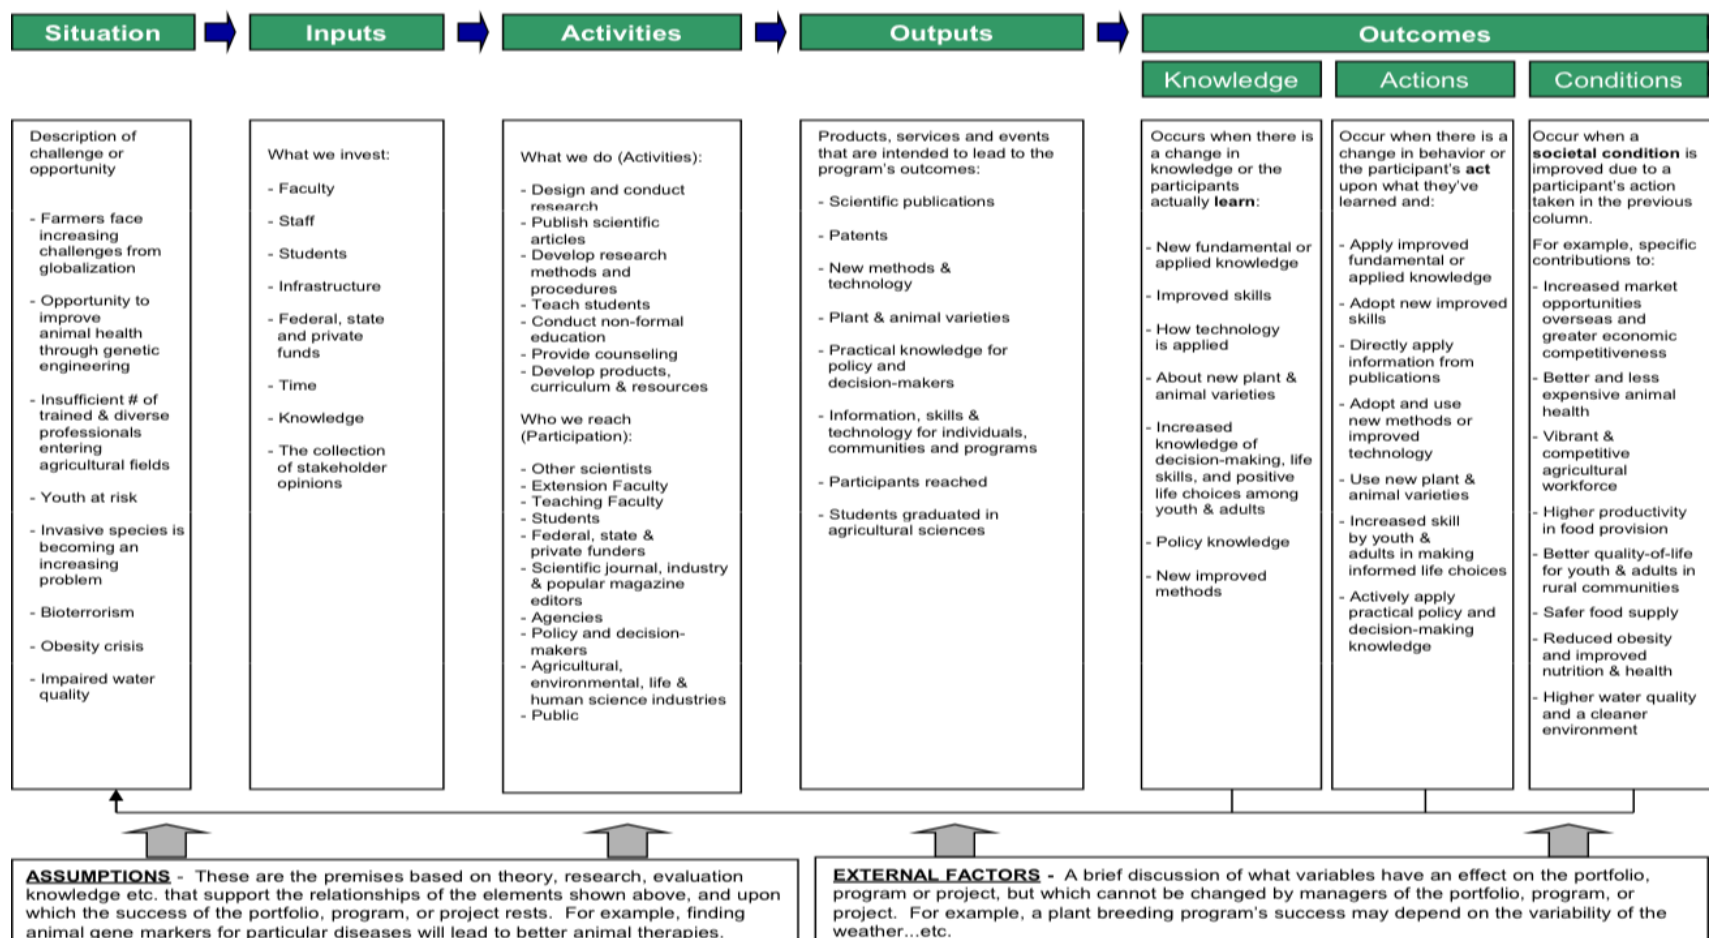 Situation
Inputs
Activities
Outputs
Outcomes
Knowledge
Actions
Conditions
Description of
challenge or
opportunity
- Farmers face
increasing
challenges from
globalization
- Opportunity to
improve
animal health
through genetic
engineering
- Insufficient # of
trained & diverse
professionals
entering
agricultural fields
- Youth at risk
- Invasive species is
becoming an
increasing
problem
- Bioterrorism
- Obesity crisis
- Impaired water
quality
What we invest:
- Faculty
- Staff
- Students
- Infrastructure
- Federal, state
and private
funds
- Time
- Knowledge
- The collection
of stakeholder
opinions
What we do (Activities):
- Design and conduct
research
- Publish scientific
articles
- Develop research
methods and
procedures
- Teach students
- Conduct non-formal
education
- Provide counseling
- Develop products,
curriculum & resources
Who we reach
(Participation):
- Other scientists
- Extension Faculty
- Teaching Faculty
- Students
- Federal, state &
private funders
- Scientific journal, industry
& popular magazine
editors
- Agencies
- Policy and decision-
makers
- Agricultural,
environmental, life &
human science industries
- Public
Products, services and events
that are intended to lead to the
program's outcomes:
- Scientific publications
- Patents
- New methods &
technology
- Plant & animal varieties
- Practical knowledge for
policy and
decision-makers
- Information, skills &
technology for individuals,
communities and programs
- Participants reached
- Students graduated in
agricultural sciences
Occurs when there is
a change in
knowledge or the
participants
actually learn:
- New fundamental or
applied knowledge
- Improved skills
- How technology
is applied
- About new plant &
animal varieties
- Increased
knowledge of
decision-making, life
skills, and positive
life choices among
youth & adults
- Policy knowledge
- New improved
methods
Occur when there is a
change in behavior or
the participant's act
upon what they've
learned and:
- Apply improved
fundamental or
applied knowledge
- Adopt new improved
skills
- Directly apply
information from
publications
- Adopt and use
new methods or
improved
technology
- Use new plant &
animal varieties
- Increased skill
by youth &
adults in making
informed life choices
- Actively apply
practical policy and
decision-making
knowledge
Occur when a
societal condition is
improved due to a
participant's action
taken in the previous
column.
For example, specific
contributions to:
- Increased market
opportunities
overseas and
greater economic
competitiveness
- Better and less
expensive animal
health
- Vibrant &
competitive
agricultural
workforce
- Higher productivity
in food provision
- Better quality-of-life
for youth & adults in
rural communities
- Safer food supply
- Reduced obesity
and improved
nutrition & health
- Higher water quality
and a cleaner
environment
ASSUMPTIONS - These are the premises based on theory, research, evaluation
knowledge etc. that support the relationships of the elements shown above, and upon
which the success of the portfolio, program, or project rests. For example, finding
animal gene markers for particular diseases will lead to better animal therapies.
EXTERNAL FACTORS - A brief discussion of what variables have an effect on the portfolio,
program or project, but which cannot be changed by managers of the portfolio, program, or
project. For example, a plant breeding program's success may depend on the variability of the
weather...etc.